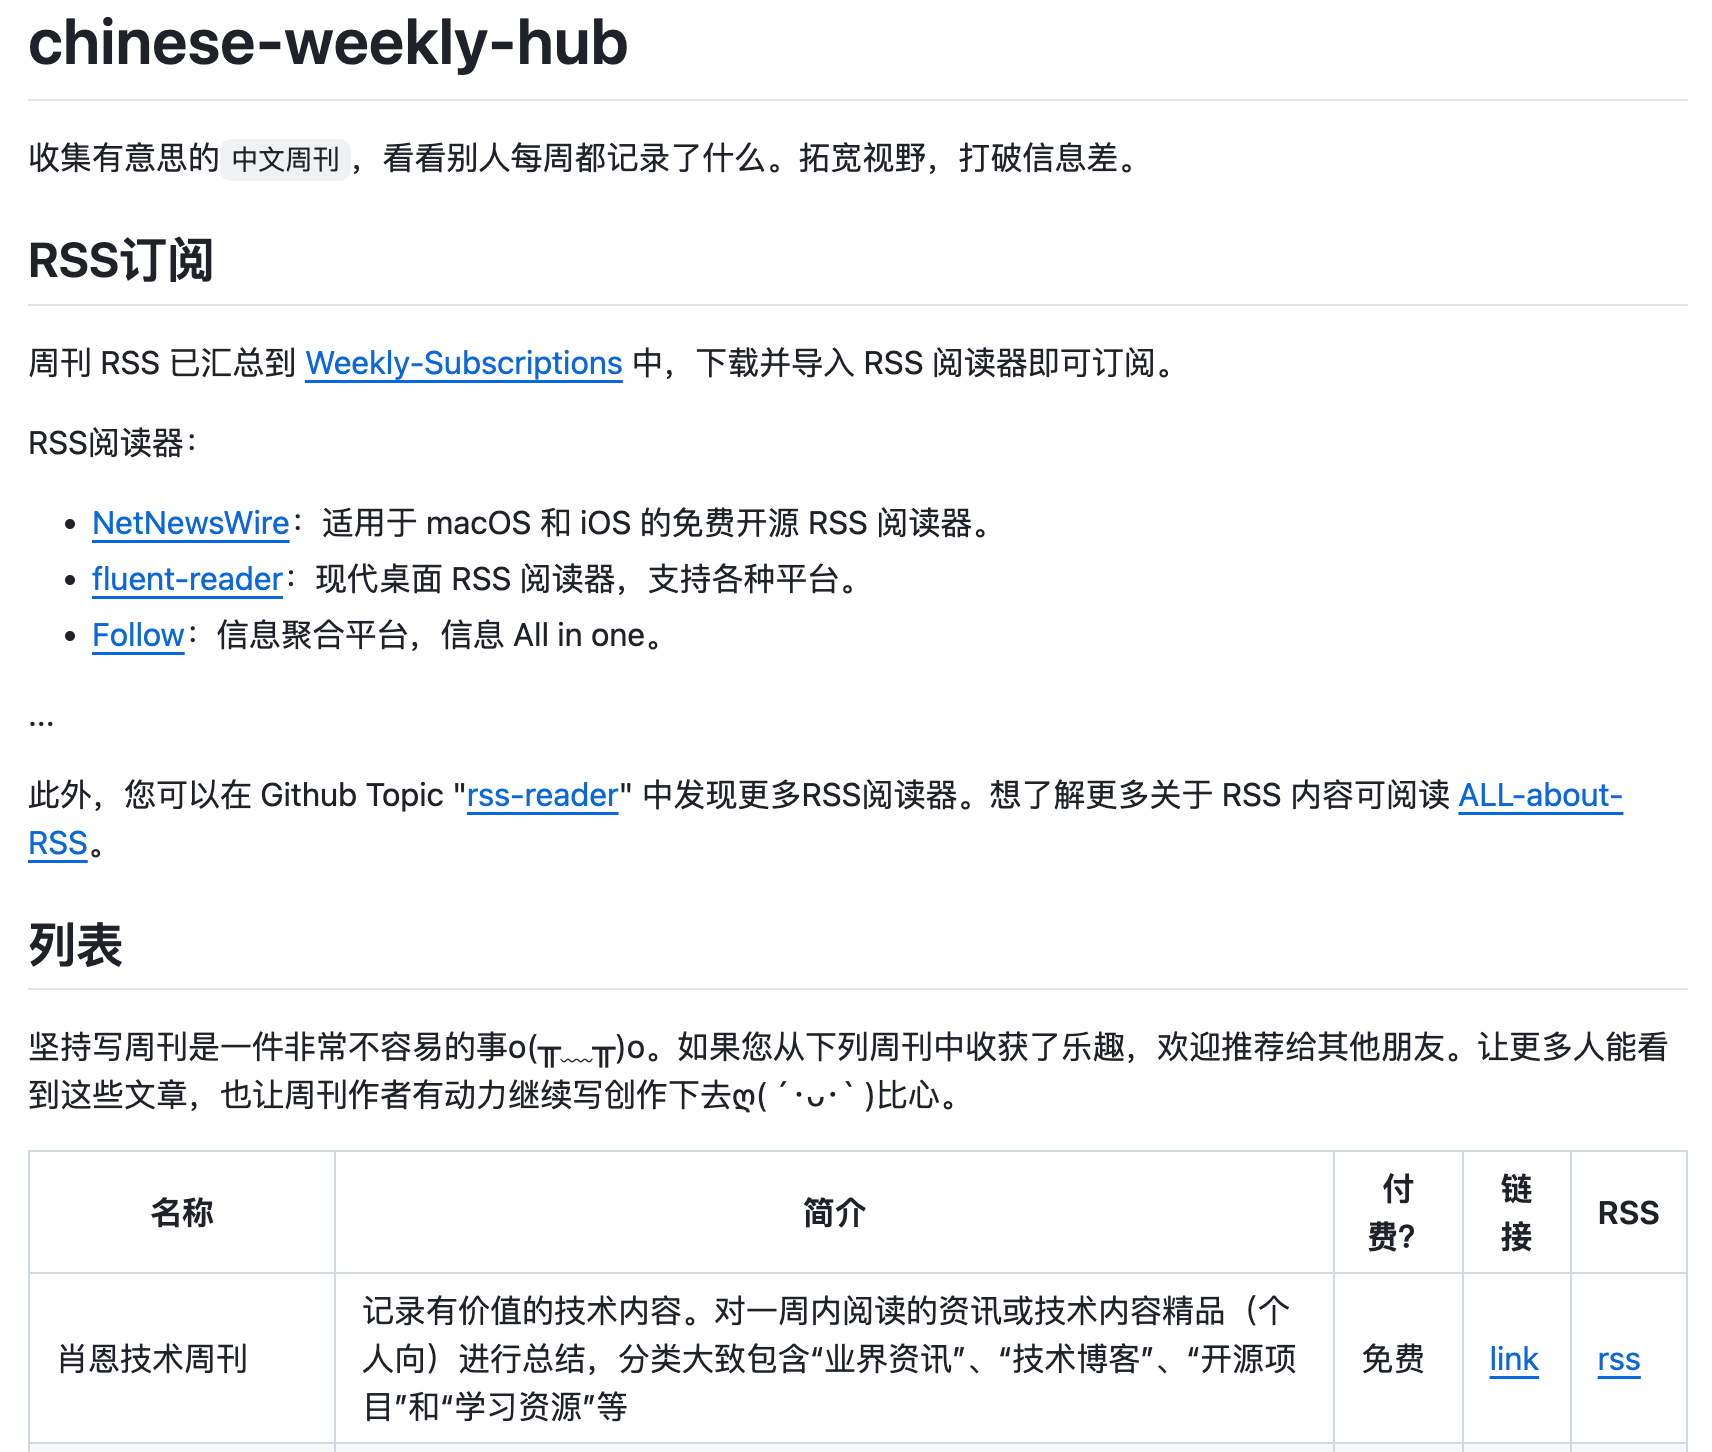 chinese-weekly-hub
收集有意思的 中文周刊 ，看看别人每周都记录了什么。拓宽视野，打破信息差。
RSS订阅
周刊 RSS 已汇总到 Weekly-Subscriptions 中，下载并导入 RSS 阅读器即可订阅。
RSS阅读器：
• NetNewsWire：适用于 macOS 和 iOS 的免费开源 RSS 阅读器。
• fluent-reader：现代桌面 RSS 阅读器，支持各种平台。
• Follow：信息聚合平台，信息 All in one。
...
此外，您可以在 Github Topic "rss-reader" 中发现更多RSS阅读器。想了解更多关于 RSS 内容可阅读 ALL-about-
RSS。
列表
坚持写周刊是一件非常不容易的事o(╥﹏╥)o。如果您从下列周刊中收获了乐趣，欢迎推荐给其他朋友。让更多人能看
到这些文章，也让周刊作者有动力继续写创作下去ღ( ´･ᴗ･` )比心。
名称 简介 付 链 RSS
费? 接
记录有价值的技术内容。对一周内阅读的资讯或技术内容精品（个
肖恩技术周刊 人向）进行总结，分类大致包含“业界资讯”、“技术博客”、“开源项 免费 link rss
目”和“学习资源”等